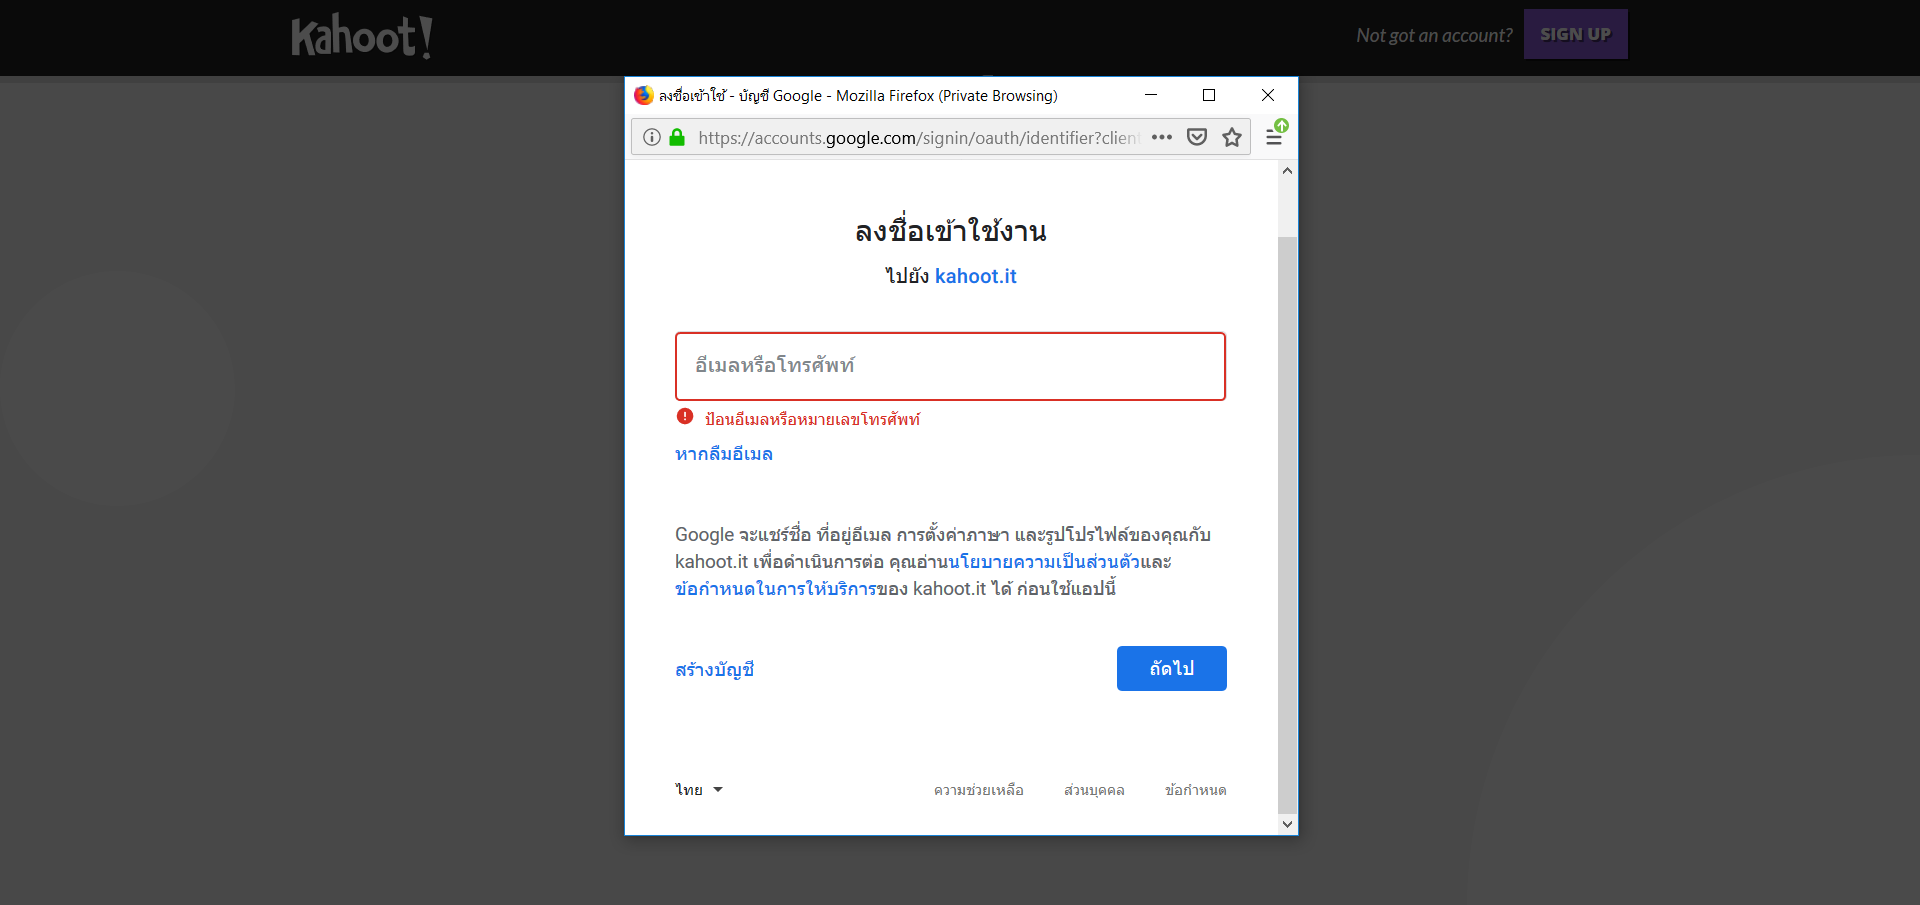 Kahoot!
Not got an account? SIGN UP
ลงชื่อเข้าใช้ - บัญชี Google - Mozilla Firefox (Private Browsing)
https://accounts.google.com/signin/oauth/identifier?client
ลงชื่อเข้าใช้งาน
ไปยัง kahoot.it
อีเมลหรือโทรศัพท์
ป้อนอีเมลหรือหมายเลขโทรศัพท์
หากลืมอีเมล
Google จะแชร์ชื่อ ที่อยู่อีเมล การตั้งค่าภาษา และรูปโปรไฟล์ของคุณกับ
kahoot.it เพื่อดำเนินการต่อ คุณอ่านนโยบายความเป็นส่วนตัวและ
ข้อกำหนดในการให้บริการของ kahoot.it ได้ ก่อนใช้แอปนี้
สร้างบัญชี ถัดไป
ไทย ความช่วยเหลือ ส่วนบุคคล ข้อกำหนด